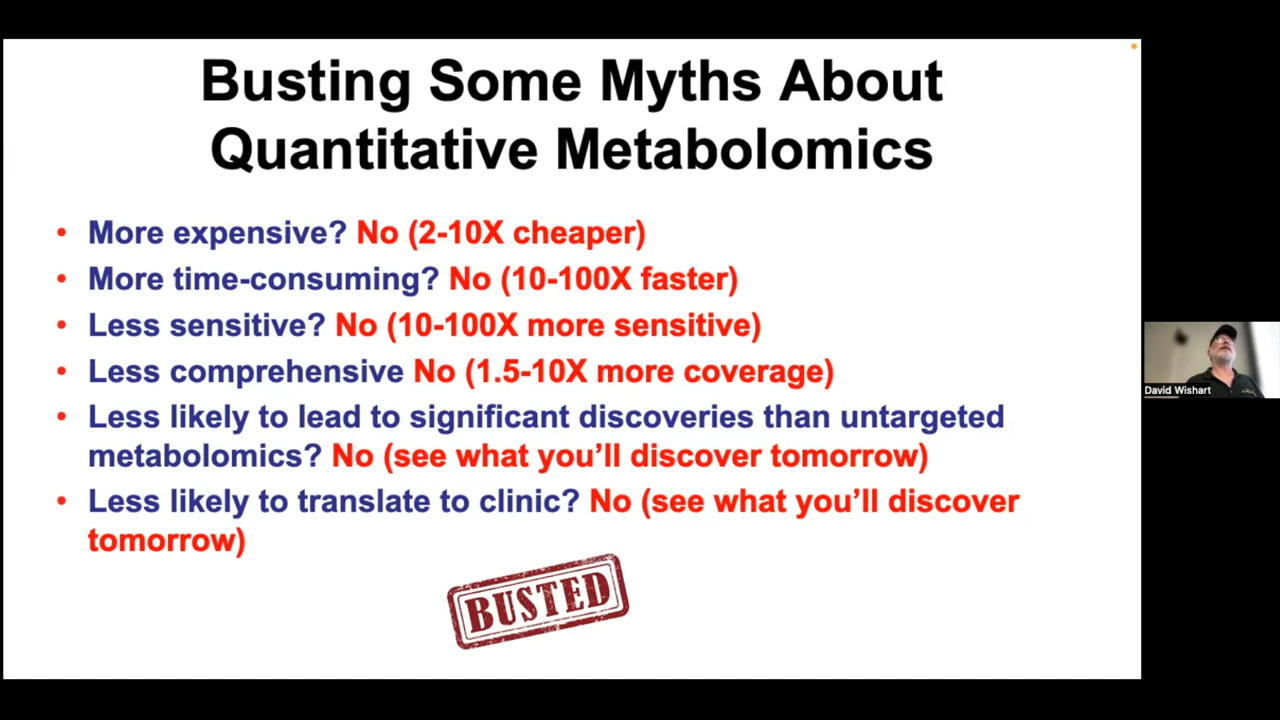 Busting Some Myths About
Quantitative Metabolomics
• More expensive? No (2-10X cheaper)
• More time-consuming? No (10-100X faster)
• Less sensitive? No (10-100X more sensitive)
• Less comprehensive No (1.5-10X more coverage)
• Less likely to lead to significant discoveries than untargeted
metabolomics? No (see what you’ll discover tomorrow)
• Less likely to translate to clinic? No (see what you’ll discover
tomorrow)
BUSTED
David Wishart